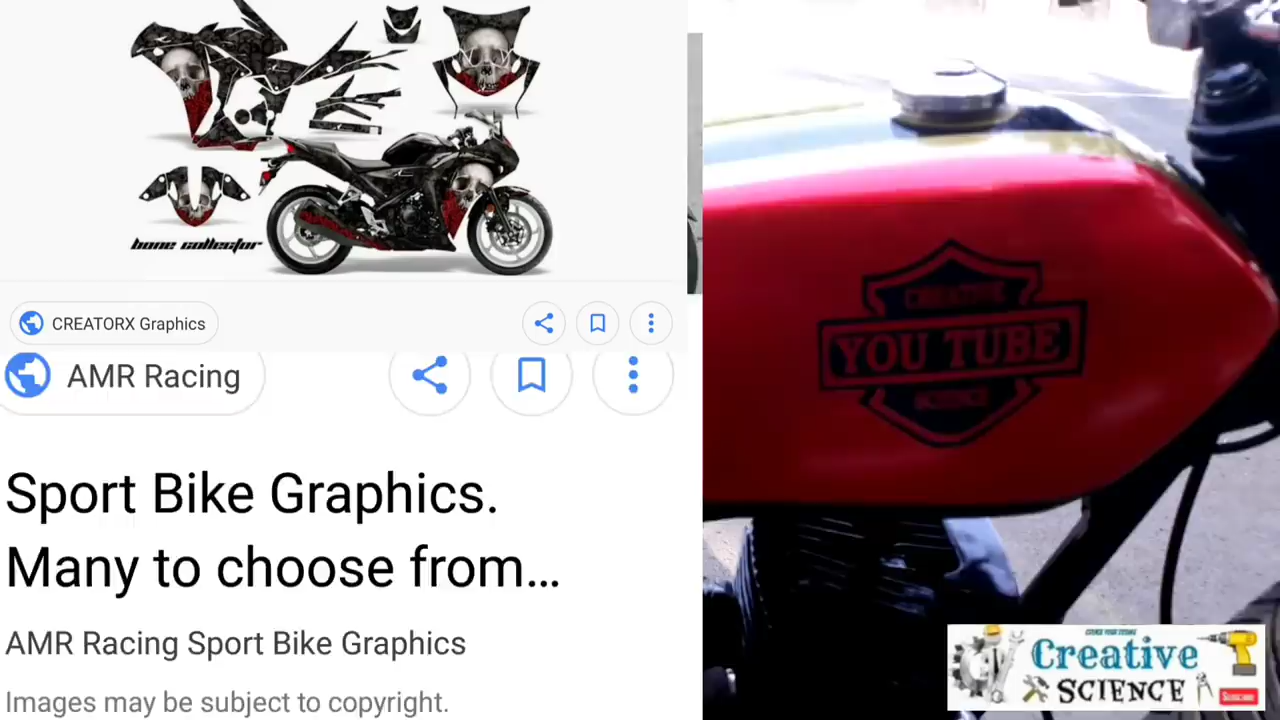 bone collector
CREATORX Graphics
AMR Racing
Sport Bike Graphics.
Many to choose from...
AMR Racing Sport Bike Graphics
Images may be subject to copyright.
CREATIVE
YOU TUBE
SCIENCE
Creative
SCIENCE